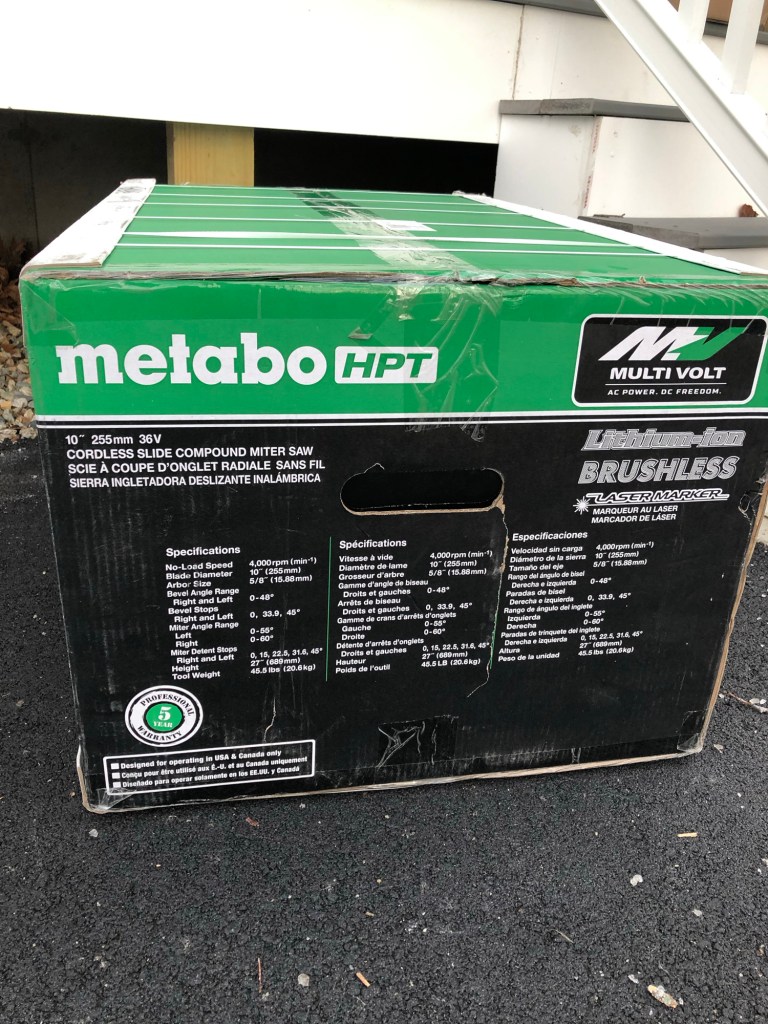 metabo HPT
MV
MULTI VOLT
AC POWER. DC FREEDOM.
10" 255mm 36V
CORDLESS SLIDE COMPOUND MITER SAW
SCIE À COUPE D'ONGLET RADIALE SANS FIL
SIERRA INGLETADORA DESLIZANTE INALÁMBRICA
Lithium-ion
BRUSHLESS
LASER MARKER
MARQUEUR AU LASER
MARCADOR DE LÁSER
Specifications
No-Load Speed 4,000rpm (min⁻¹)
Blade Diameter 10" (255mm)
Arbor Size 5/8" (15.88mm)
Bevel Angle Range
Right and Left 0-48°
Bevel Stops
Right and Left 0, 33.9, 45°
Miter Angle Range
Left 0-55°
Right 0-60°
Miter Detent Stops
Right and Left 0, 15, 22.5, 31.6, 45°
Height 27" (689mm)
Tool Weight 45.5 lbs (20.6kg)
Spécifications
Vitesse à vide 4,000rpm (min⁻¹)
Diamètre de lame 10" (255mm)
Grosseur d'arbre 5/8" (15.88mm)
Gamme d'angle de biseau
Droits et gauches 0-48°
Arrêts de biseau
Droits et gauches 0, 33.9, 45°
Gamme de crans d'arrêts d'onglets
Gauche 0-55°
Droite 0-60°
Détente d'arrêts d'onglets
Droits et gauches 0, 15, 22.5, 31.6, 45°
Hauteur 27" (689mm)
Poids de l'outil 45.5 LB (20.6kg)
Especificaciones
Velocidad sin carga 4,000rpm (min⁻¹)
Diámetro de la sierra 10" (255mm)
Tamaño del eje 5/8" (15.88mm)
Rango del ángulo de bisel
Derecha e izquierda 0-48°
Paradas de bisel
Derecha e izquierda 0, 33.9, 45°
Rango de ángulo del inglete
Izquierda 0-55°
Derecha 0-60°
Paradas de trinquete del inglete
Derecha e izquierda 0, 15, 22.5, 31.6, 45°
Altura 27" (689mm)
Peso de la unidad 45.5 lbs (20.6kg)
PROFESSIONAL
5
YEAR
WARRANTY
Designed for operating in USA & Canada only
Conçu pour être utilisé aux É.-U. et au Canada uniquement
Diseñado para operar solamente en los EE.UU. y Canadá